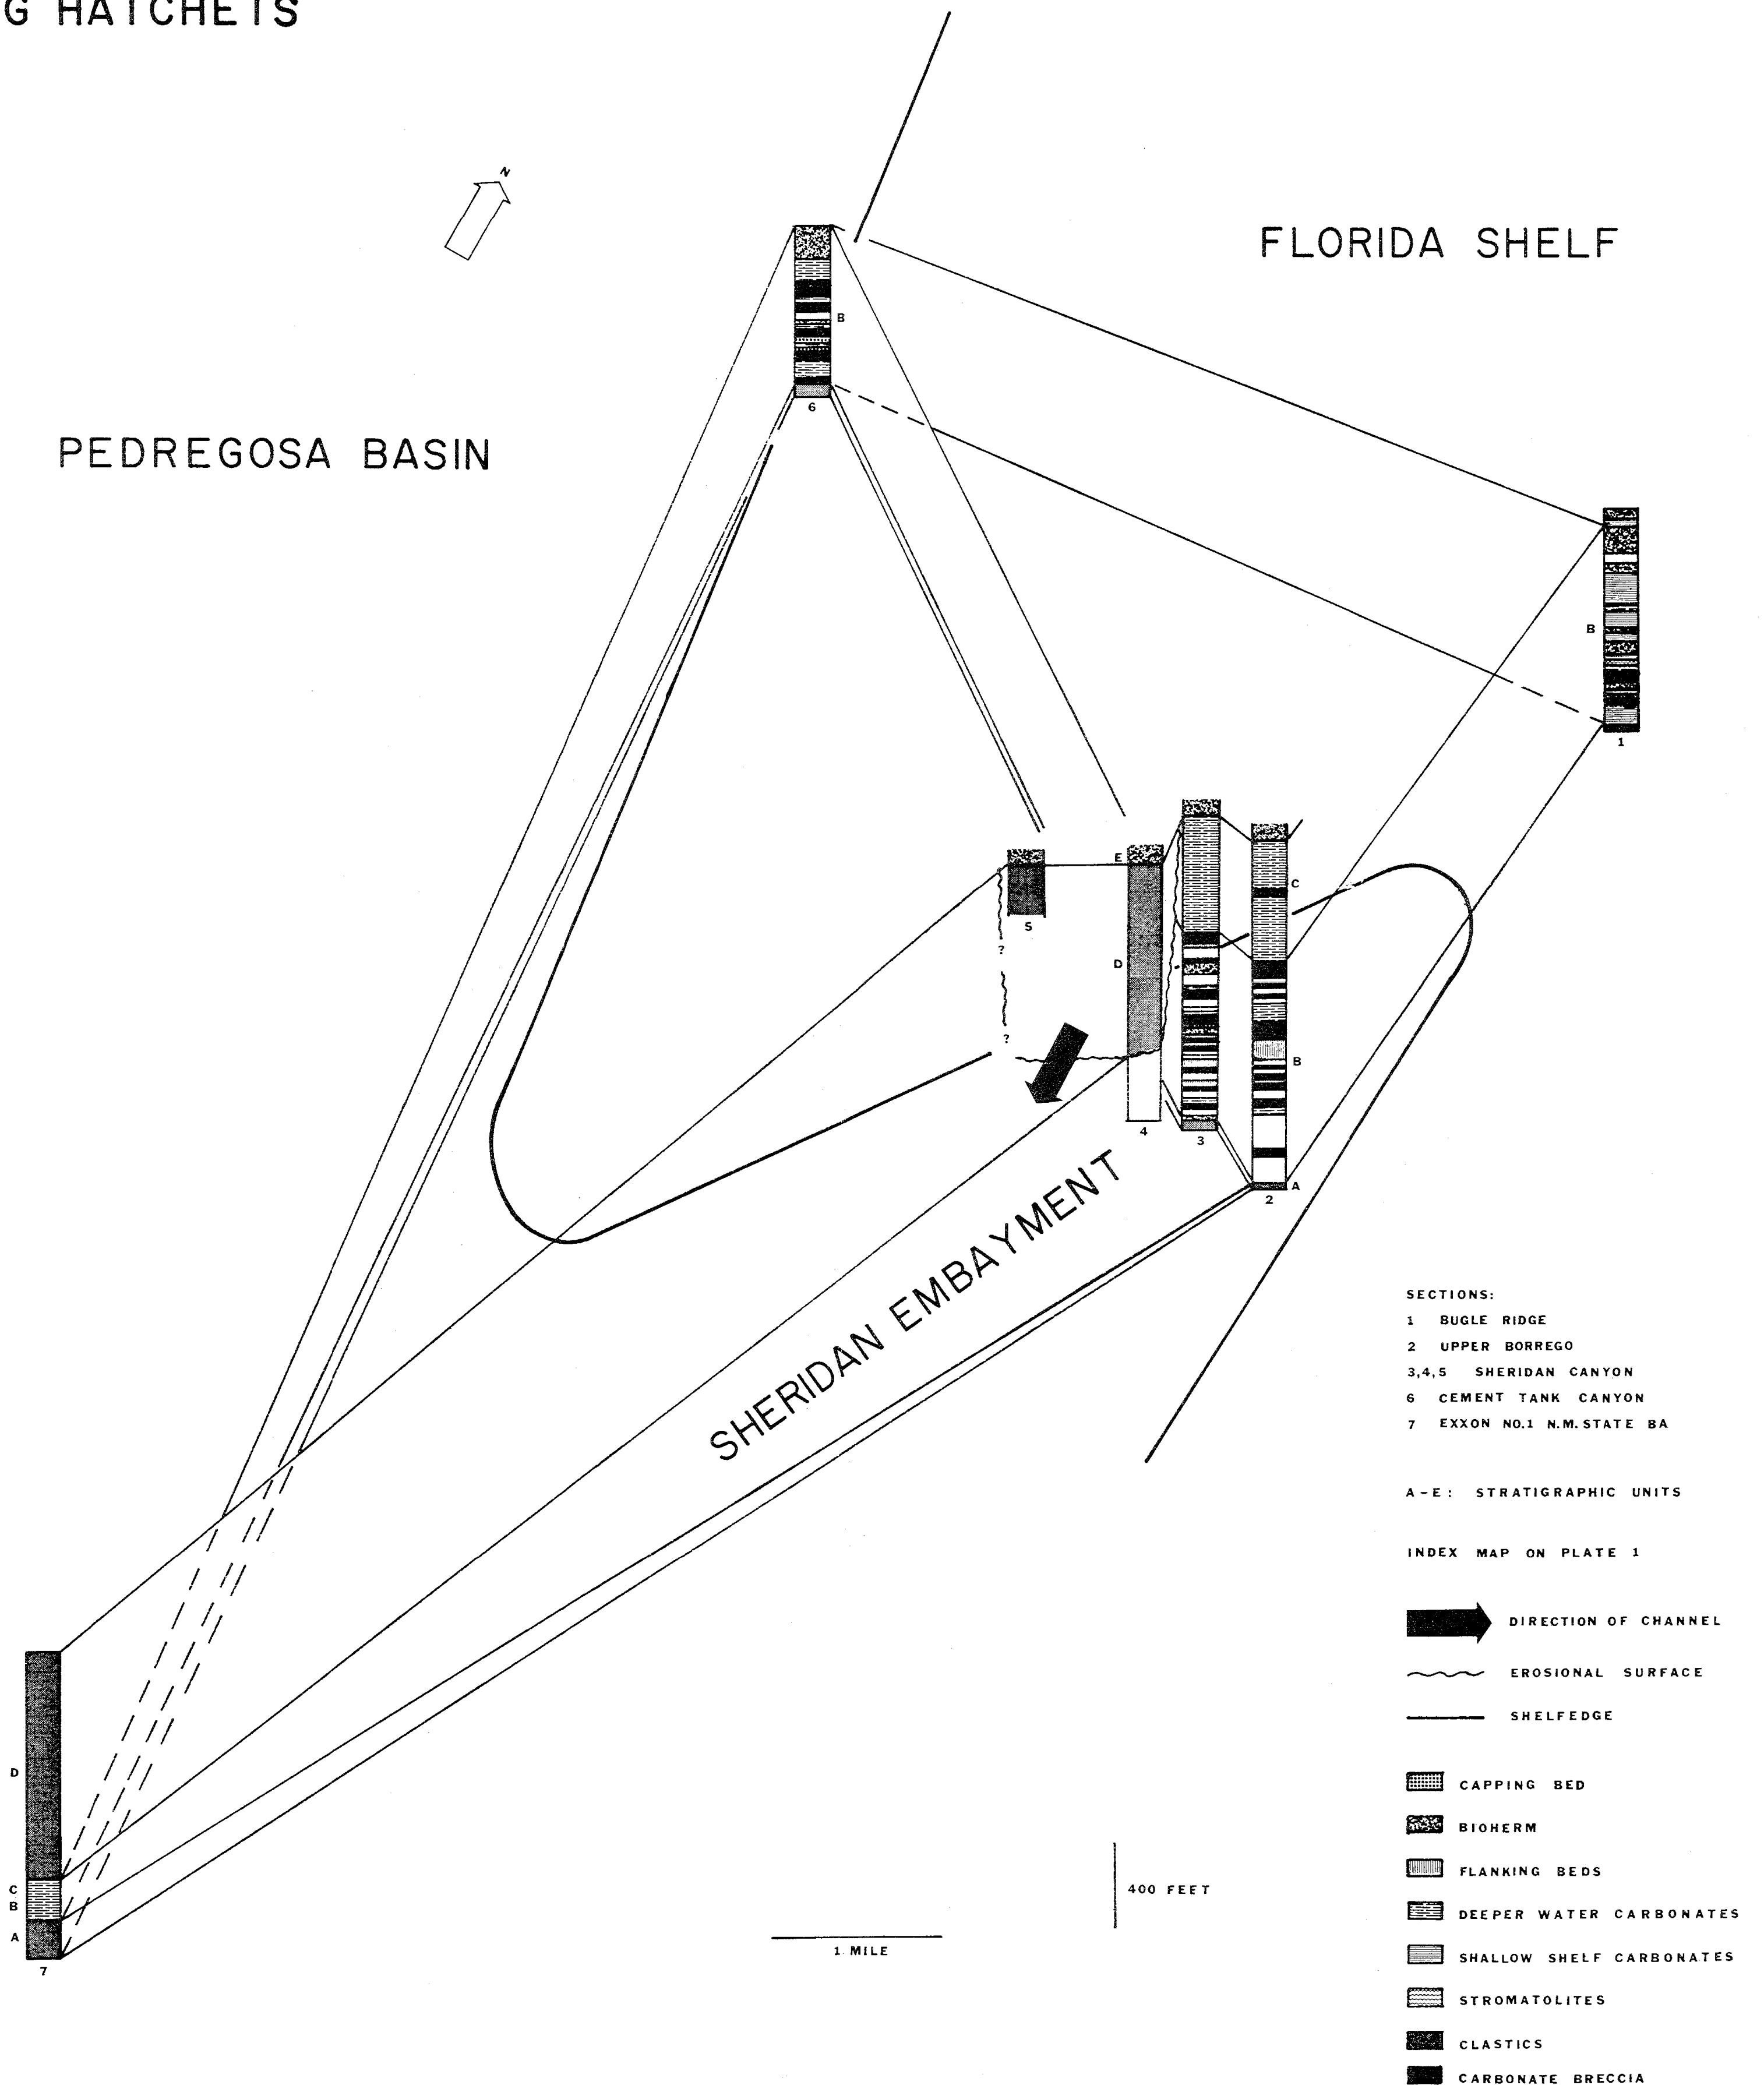 G HATCHETS
N
FLORIDA SHELF
B
6
PEDREGOSA BASIN
B
1
E
C
5
?
D
?
B
4
3
A
2
SHERIDAN EMBAYMENT
SECTIONS:
1 BUGLE RIDGE
2 UPPER BORREGO
3,4,5 SHERIDAN CANYON
6 CEMENT TANK CANYON
7 EXXON NO.1 N.M. STATE BA
A-E: STRATIGRAPHIC UNITS
INDEX MAP ON PLATE 1
DIRECTION OF CHANNEL
EROSIONAL SURFACE
SHELFEDGE
D
CAPPING BED
BIOHERM
FLANKING BEDS
C
400 FEET
B
DEEPER WATER CARBONATES
A
1 MILE
SHALLOW SHELF CARBONATES
7
STROMATOLITES
CLASTICS
CARBONATE BRECCIA